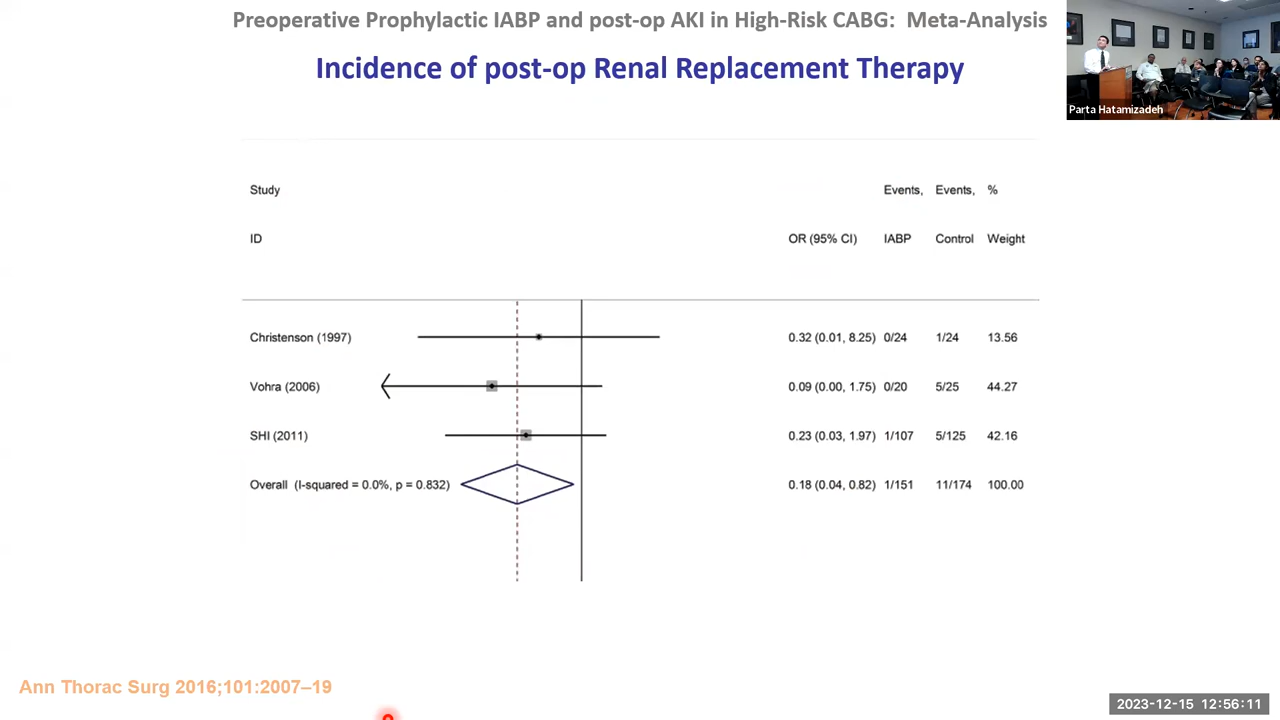 Preoperative Prophylactic IABP and post-op AKI in High-Risk CABG: Meta-Analysis
Incidence of post-op Renal Replacement Therapy
Parta Hatamizadeh
Study Events, Events, %
ID OR (95% CI) IABP Control Weight
Christenson (1997) 0.32 (0.01, 8.25) 0/24 1/24 13.56
Vohra (2006) 0.09 (0.00, 1.75) 0/20 5/25 44.27
SHI (2011) 0.23 (0.03, 1.97) 1/107 5/125 42.16
Overall (I-squared = 0.0%, p = 0.832) 0.18 (0.04, 0.82) 1/151 11/174 100.00
Ann Thorac Surg 2016;101:2007–19
2023-12-15 12:56:11